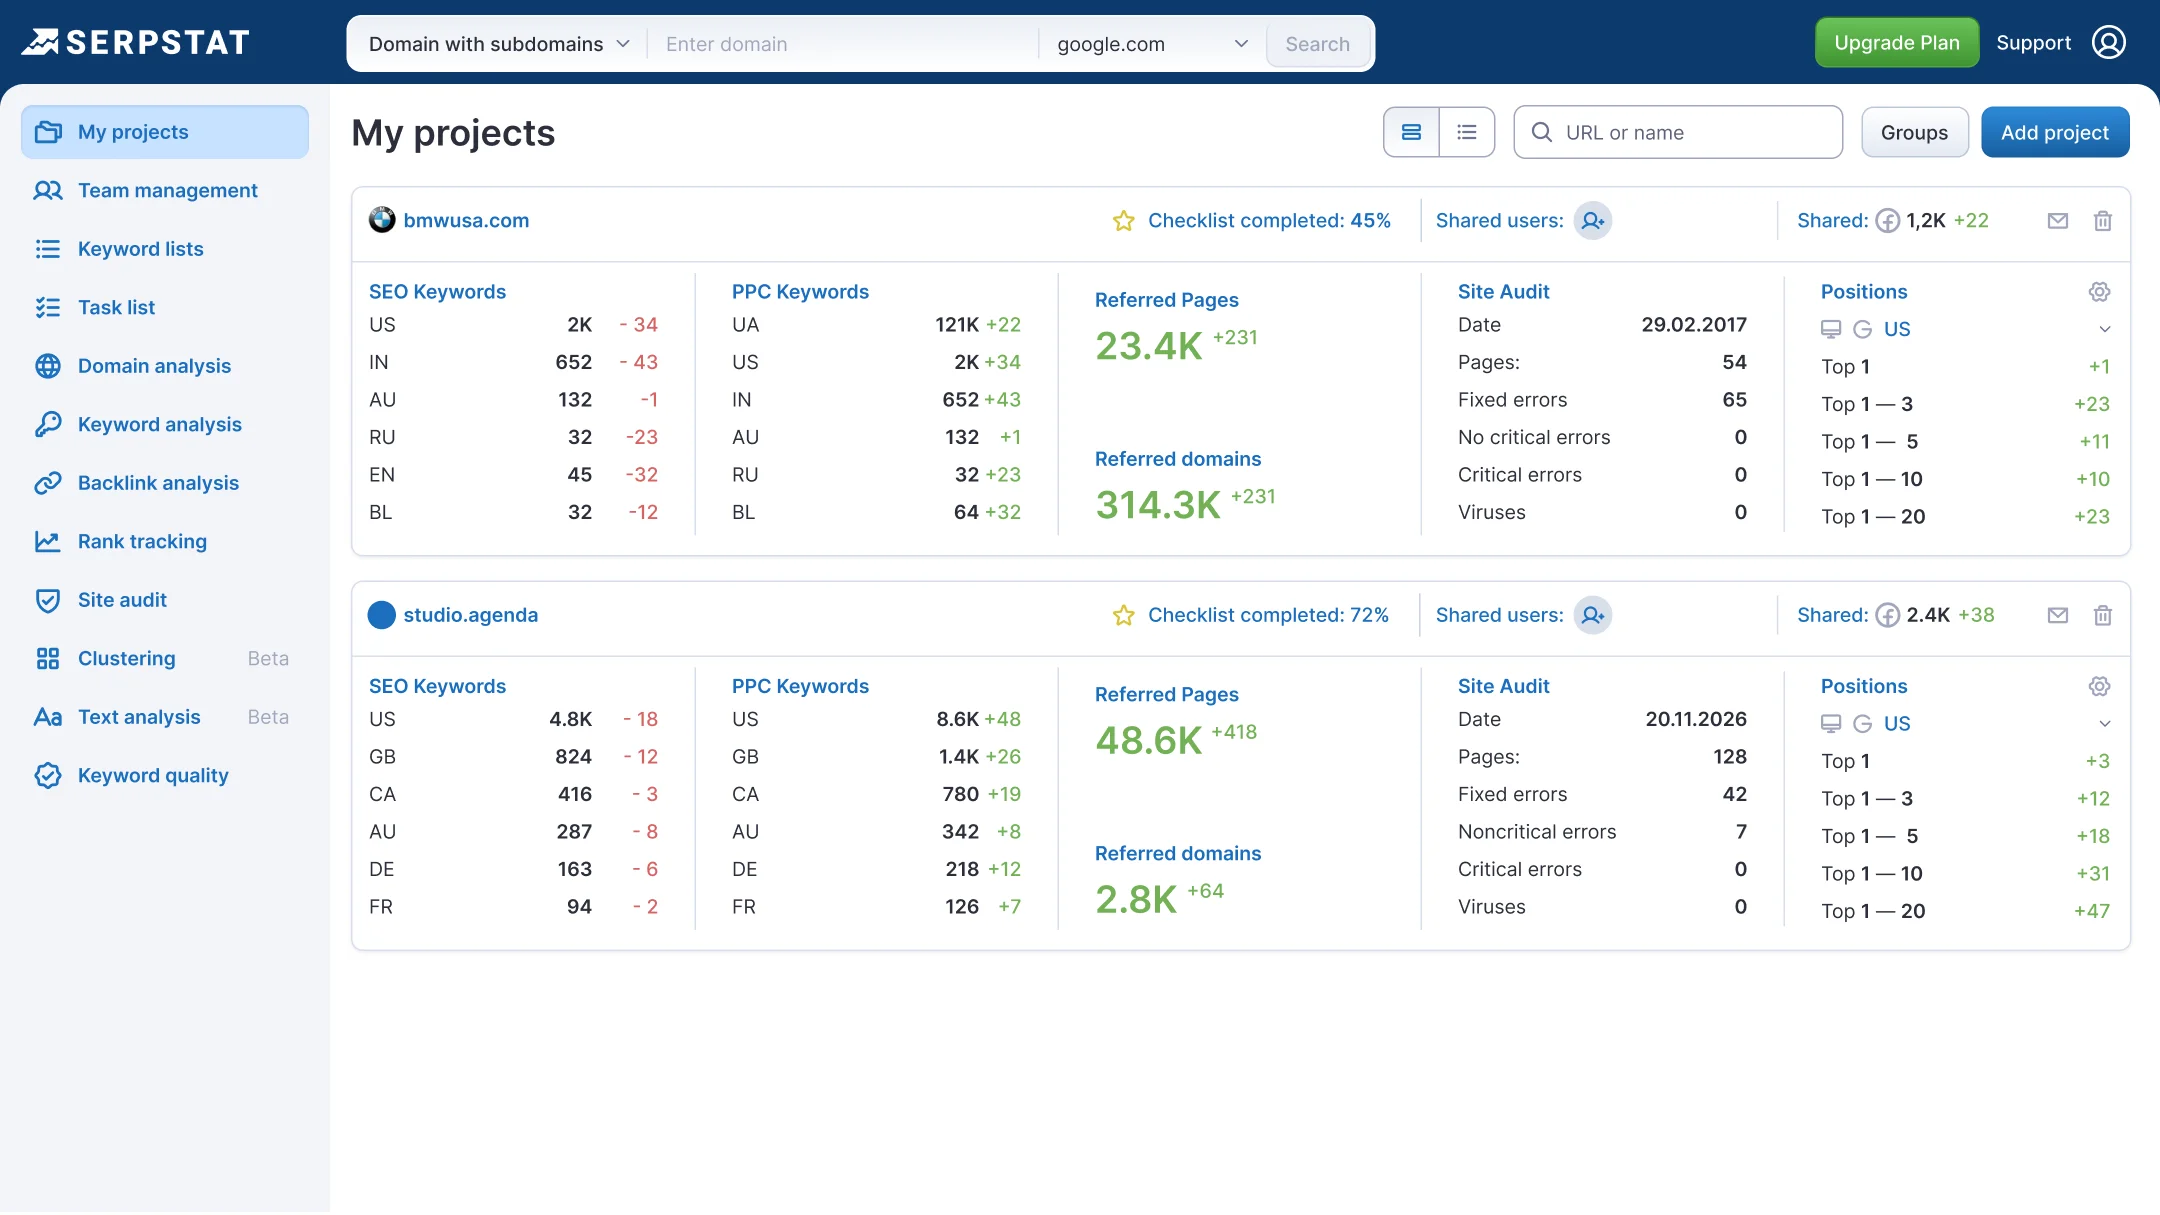 SERPSTAT
Domain with subdomains Enter domain google.com Search
Upgrade Plan Support
My projects
Team management
Keyword lists
Task list
Domain analysis
Keyword analysis
Backlink analysis
Rank tracking
Site audit
Clustering Beta
Text analysis Beta
Keyword quality
My projects URL or name Groups Add project
bmwusa.com Checklist completed: 45% Shared users: Shared: 1,2K +22
SEO Keywords
US 2K - 34
IN 652 - 43
AU 132 -1
RU 32 -23
EN 45 -32
BL 32 -12
PPC Keywords
UA 121K +22
US 2K +34
IN 652 +43
AU 132 +1
RU 32 +23
BL 64 +32
Referred Pages
23.4K +231
Referred domains
314.3K +231
Site Audit
Date 29.02.2017
Pages: 54
Fixed errors 65
No critical errors 0
Critical errors 0
Viruses 0
Positions
US
Top 1 +1
Top 1 — 3 +23
Top 1 — 5 +11
Top 1 — 10 +10
Top 1 — 20 +23
studio.agenda Checklist completed: 72% Shared users: Shared: 2.4K +38
SEO Keywords
US 4.8K - 18
GB 824 - 12
CA 416 - 3
AU 287 - 8
DE 163 - 6
FR 94 - 2
PPC Keywords
US 8.6K +48
GB 1.4K +26
CA 780 +19
AU 342 +8
DE 218 +12
FR 126 +7
Referred Pages
48.6K +418
Referred domains
2.8K +64
Site Audit
Date 20.11.2026
Pages: 128
Fixed errors 42
Noncritical errors 7
Critical errors 0
Viruses 0
Positions
US
Top 1 +3
Top 1 — 3 +12
Top 1 — 5 +18
Top 1 — 10 +31
Top 1 — 20 +47